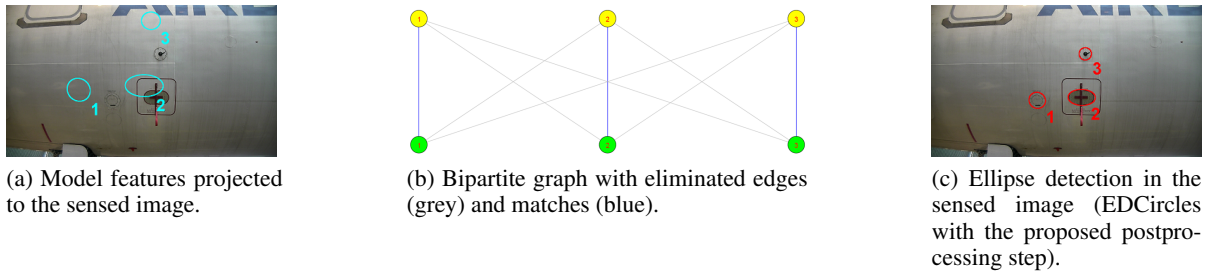 AIRB
1
2
3
1
2
3
1
2
3
AIRB
1
2
3
(a) Model features projected
to the sensed image.
(b) Bipartite graph with eliminated edges
(grey) and matches (blue).
(c) Ellipse detection in the
sensed image (EDCircles
with the proposed postpro-
cessing step).